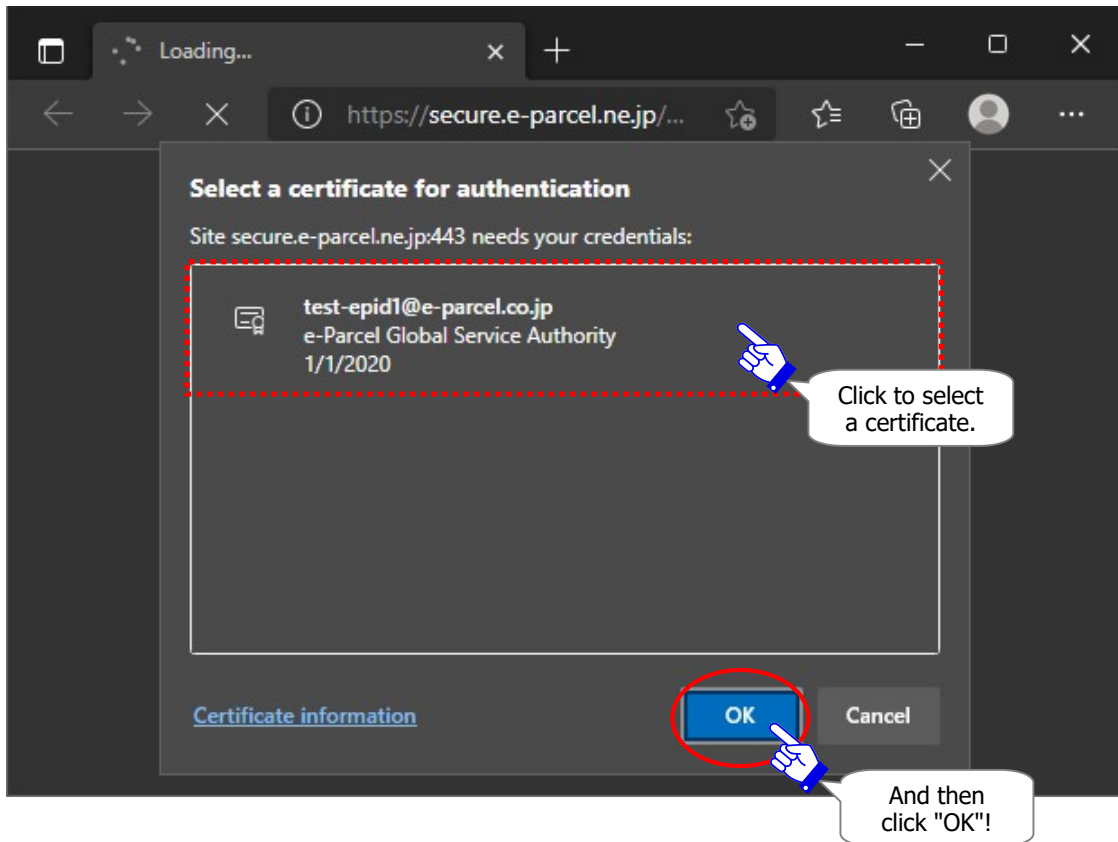 Loading...
https://secure.e-parcel.ne.jp/...
Select a certificate for authentication
Site secure.e-parcel.ne.jp:443 needs your credentials:
test-epid1@e-parcel.co.jp
e-Parcel Global Service Authority
1/1/2020
Click to select
a certificate.
Certificate information
OK
Cancel
And then
click "OK"!